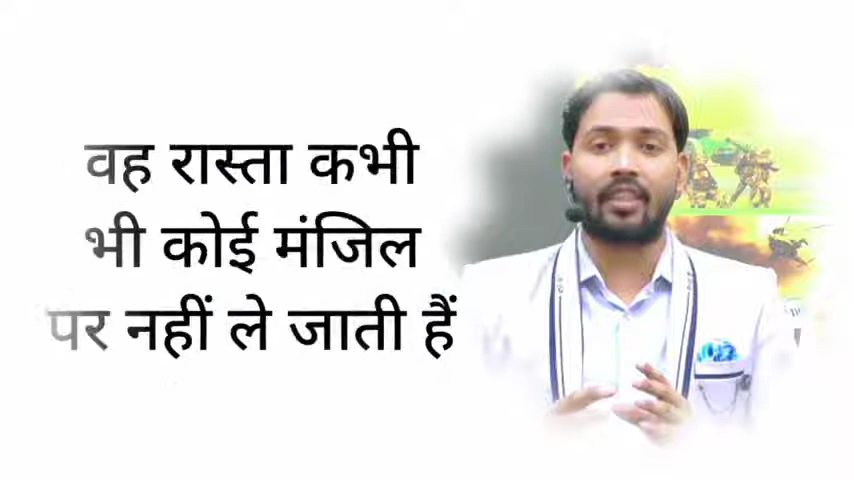 वह रास्ता कभी
भी कोई मंजिल
पर नहीं ले जाती हैं